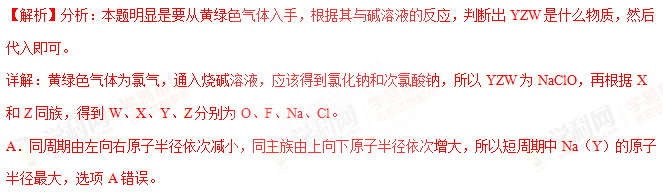 【解析】分析：本题明显是要从黄绿色气体入手，根据其与碱溶液的反应，判断出 YZW 是什么物质，然后
代入即可。
详解：黄绿色气体为氯气，通入烧碱溶液，应该得到氯化钠和次氯酸钠，所以 YZW 为 NaClO，再根据 X
和 Z 同族，得到 W、X、Y、Z 分别为 O、F、Na、Cl。
A．同周期由左向右原子半径依次减小，同主族由上向下原子半径依次增大，所以短周期中 Na（Y）的原子
半径最大，选项 A 错误。